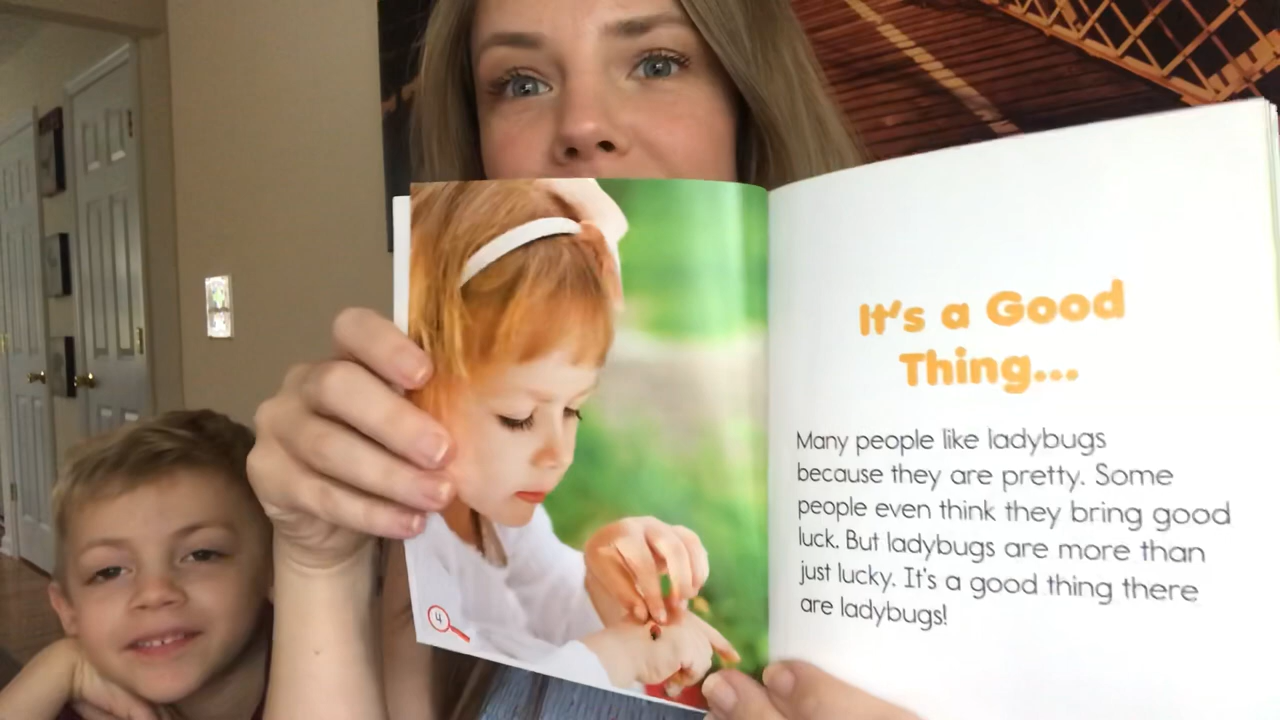 4
It's a Good
Thing...
Many people like ladybugs
because they are pretty. Some
people even think they bring good
luck. But ladybugs are more than
just lucky. It's a good thing there
are ladybugs!